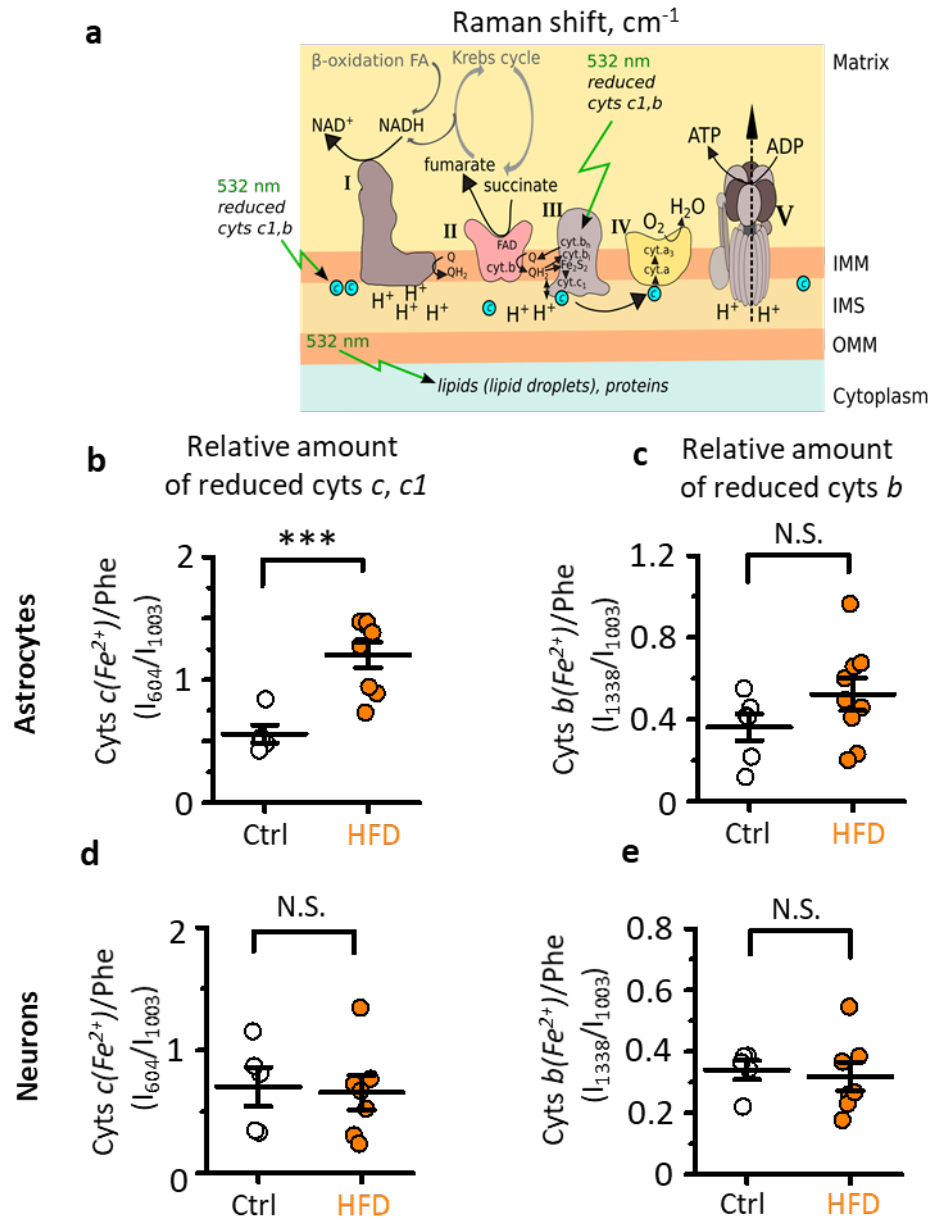 a
Raman shift, cm⁻¹
β-oxidation FA
Krebs cycle
532 nm
reduced
cyts c1,b
Matrix
NAD⁺
NADH
ATP
ADP
fumarate
succinate
I
532 nm
reduced
cyts c1,b
II
III
IV
V
H₂O
O₂
FAD
cyt.b
Q
QH₂
Q
QH₂
cyt.bₕ
cyt.bₗ
Fe₂S₂
cyt.c₁
cyt.a₃
cyt.a
IMM
c
c
c
c
c
c
H⁺
H⁺
H⁺
H⁺
H⁺
H⁺
H⁺
H⁺
IMS
532 nm
OMM
lipids (lipid droplets), proteins
Cytoplasm
b
Relative amount
of reduced cyts c, c1
c
Relative amount
of reduced cyts b
Astrocytes
Cyts c(Fe²⁺)/Phe
(I₆₀₄/I₁₀₀₃)
***
2
1
0
Ctrl
HFD
Cyts b(Fe²⁺)/Phe
(I₁₃₃₈/I₁₀₀₃)
N.S.
1.2
0.8
0.4
0
Ctrl
HFD
d
e
Neurons
Cyts c(Fe²⁺)/Phe
(I₆₀₄/I₁₀₀₃)
N.S.
2
1
0
Ctrl
HFD
Cyts b(Fe²⁺)/Phe
(I₁₃₃₈/I₁₀₀₃)
N.S.
0.8
0.6
0.4
0.2
0
Ctrl
HFD